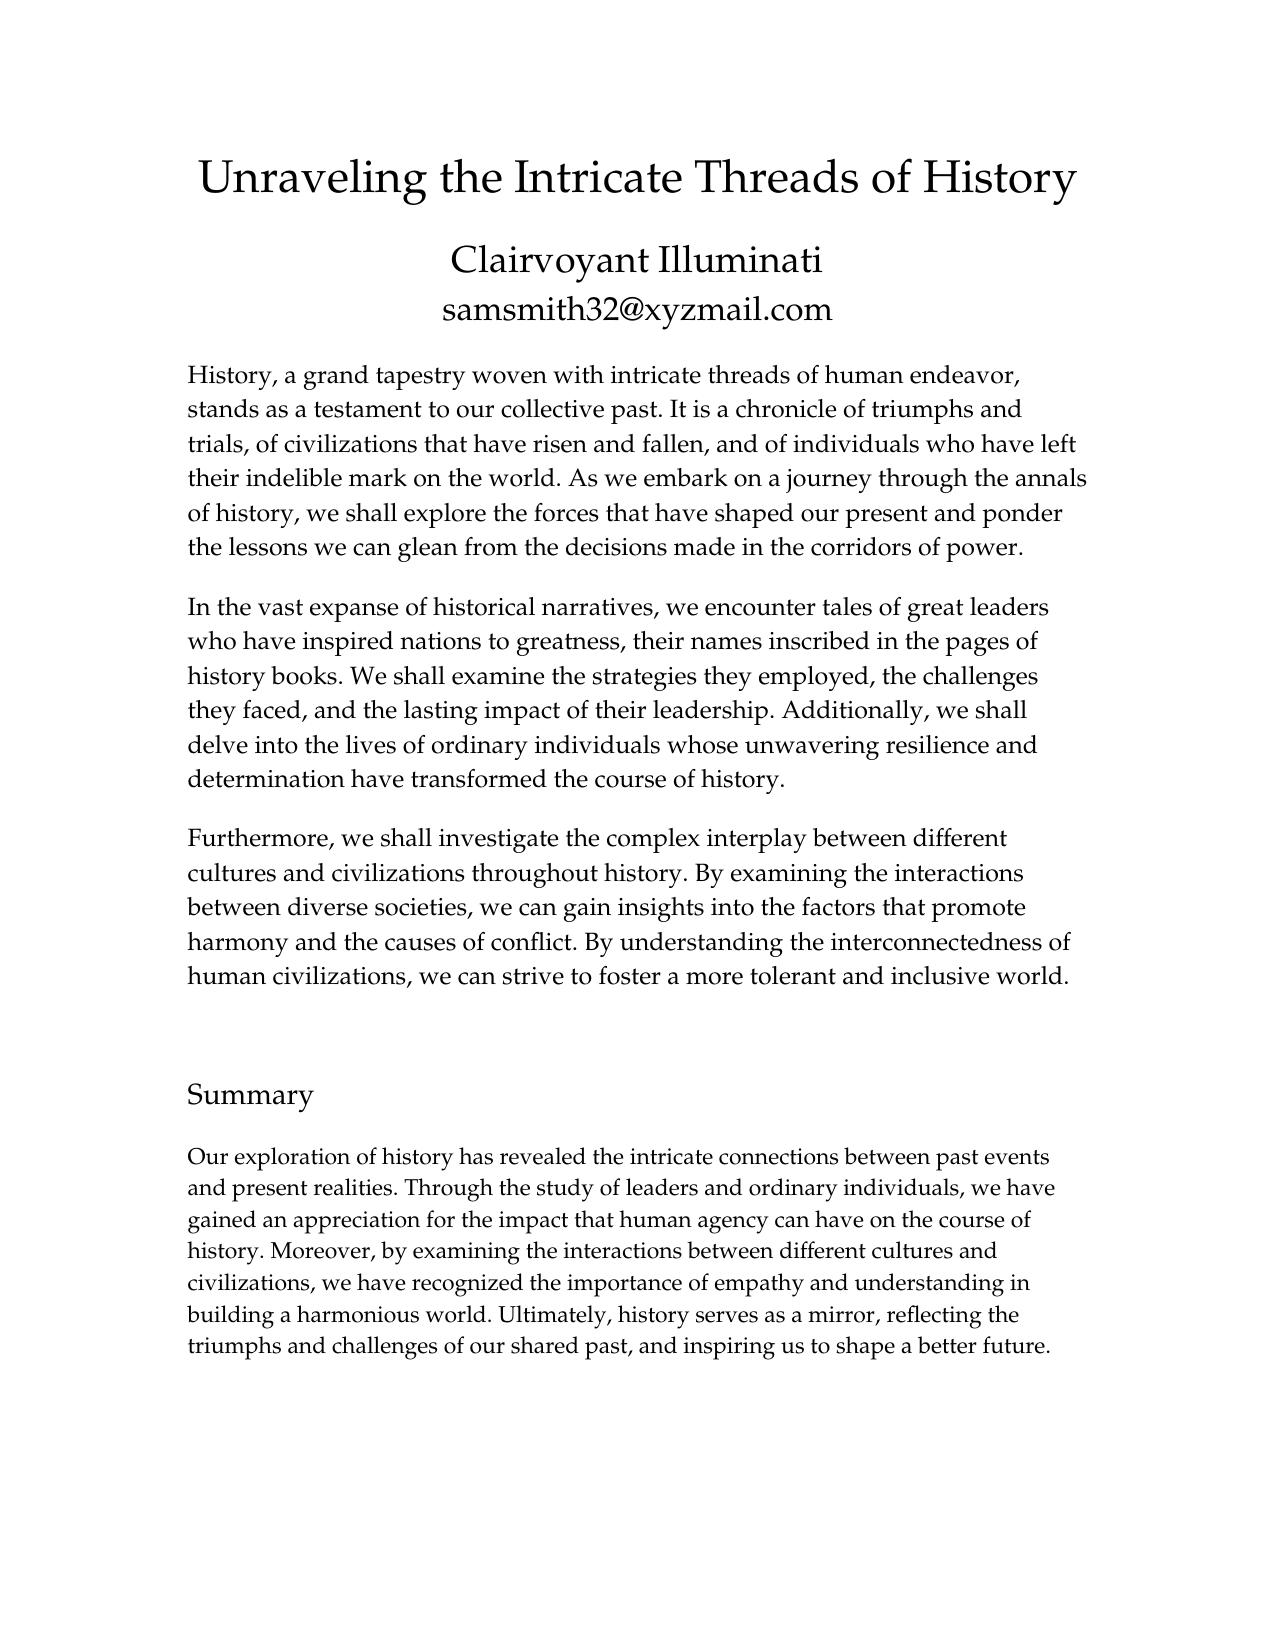 Unraveling the Intricate Threads of History
Clairvoyant Illuminati
samsmith32@xyzmail.com
History, a grand tapestry woven with intricate threads of human endeavor,
stands as a testament to our collective past. It is a chronicle of triumphs and
trials, of civilizations that have risen and fallen, and of individuals who have left
their indelible mark on the world. As we embark on a journey through the annals
of history, we shall explore the forces that have shaped our present and ponder
the lessons we can glean from the decisions made in the corridors of power.
In the vast expanse of historical narratives, we encounter tales of great leaders
who have inspired nations to greatness, their names inscribed in the pages of
history books. We shall examine the strategies they employed, the challenges
they faced, and the lasting impact of their leadership. Additionally, we shall
delve into the lives of ordinary individuals whose unwavering resilience and
determination have transformed the course of history.
Furthermore, we shall investigate the complex interplay between different
cultures and civilizations throughout history. By examining the interactions
between diverse societies, we can gain insights into the factors that promote
harmony and the causes of conflict. By understanding the interconnectedness of
human civilizations, we can strive to foster a more tolerant and inclusive world.
Summary
Our exploration of history has revealed the intricate connections between past events
and present realities. Through the study of leaders and ordinary individuals, we have
gained an appreciation for the impact that human agency can have on the course of
history. Moreover, by examining the interactions between different cultures and
civilizations, we have recognized the importance of empathy and understanding in
building a harmonious world. Ultimately, history serves as a mirror, reflecting the
triumphs and challenges of our shared past, and inspiring us to shape a better future.